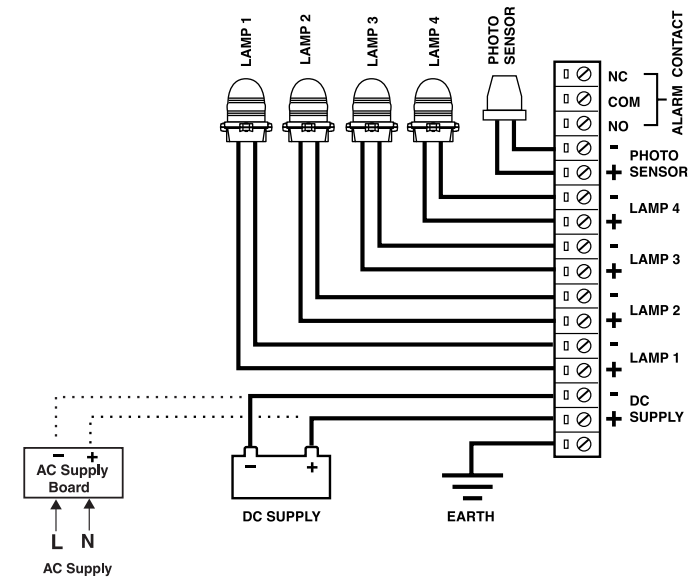 LAMP 1
LAMP 2
LAMP 3
LAMP 4
PHOTO
SENSOR
NC
COM
NO
ALARM CONTACT
-
PHOTO
+ SENSOR
-
LAMP 4
+
-
LAMP 3
+
-
LAMP 2
+
-
LAMP 1
+
- DC
+ SUPPLY
- +
AC Supply
Board
L N
AC Supply
- +
DC SUPPLY
EARTH